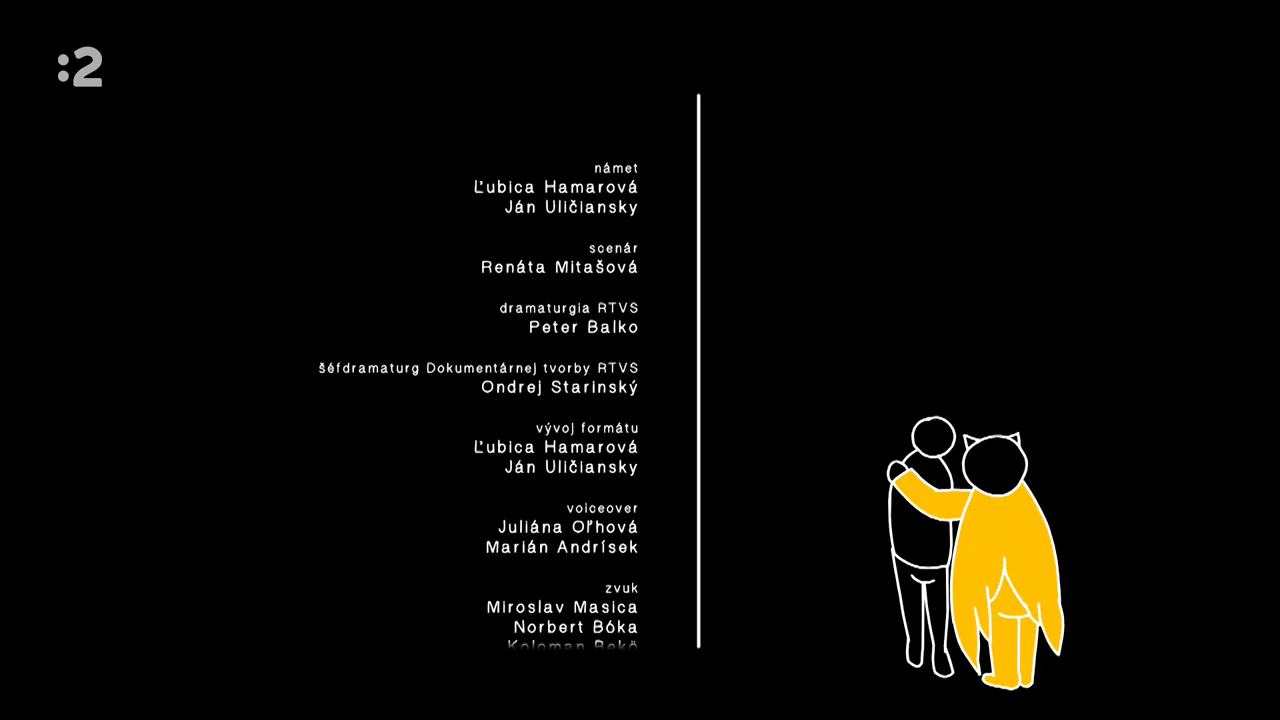 :2
námet
Ľubica Hamarová
Ján Uličiansky
scenár
Renáta Mitašová
dramaturgia RTVS
Peter Balko
šéfdramaturg Dokumentárnej tvorby RTVS
Ondrej Starinský
vývoj formátu
Ľubica Hamarová
Ján Uličiansky
voiceover
Juliána Oľhová
Marián Andrísek
zvuk
Miroslav Masica
Norbert Bóka
Koloman